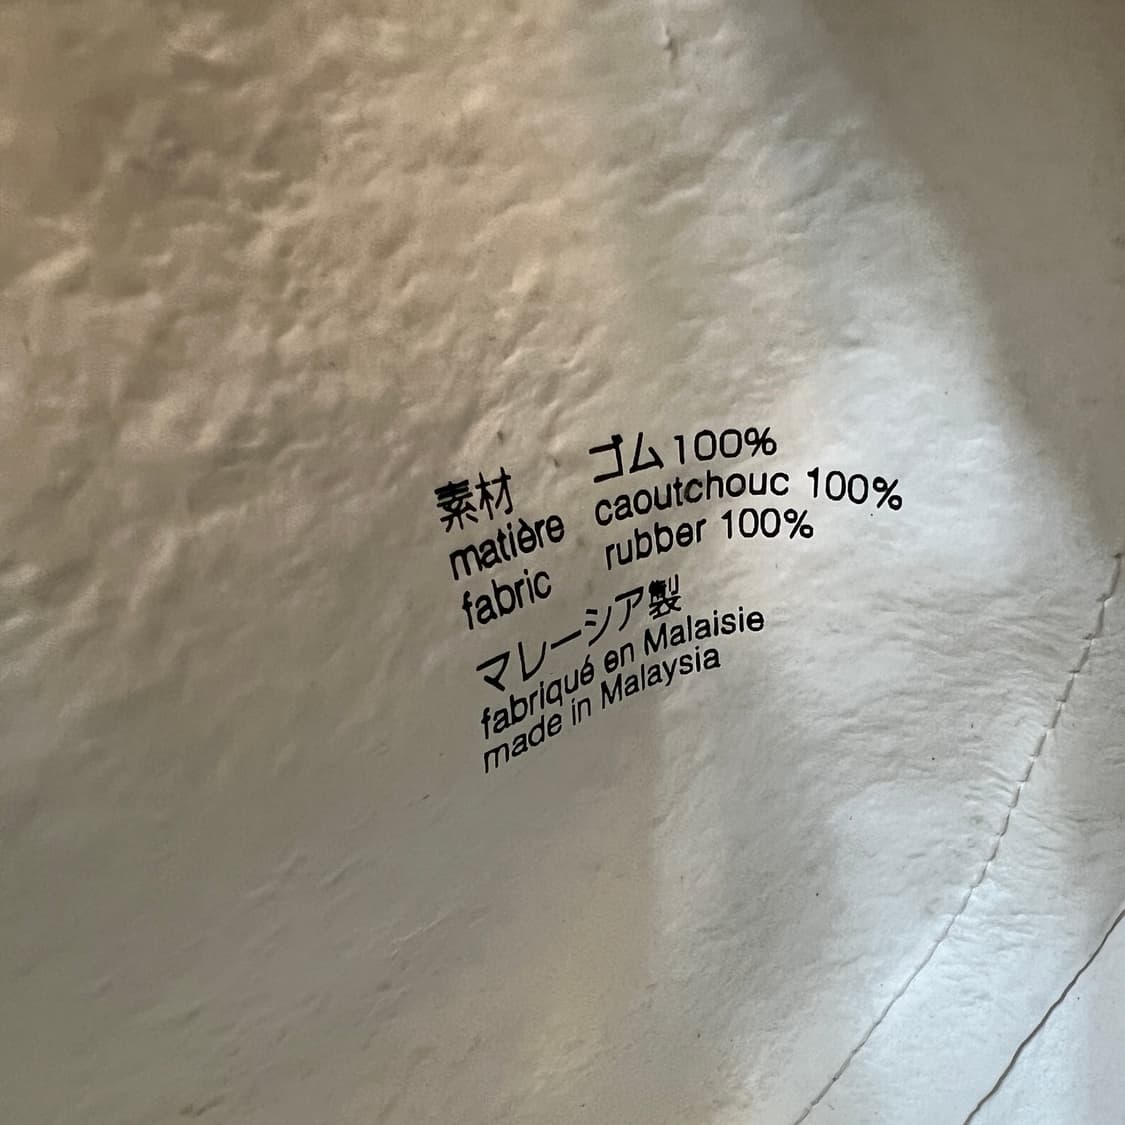 素材 ゴム100%
matière caoutchouc 100%
fabric rubber 100%
マレーシア製
fabriqué en Malaisie
made in Malaysia